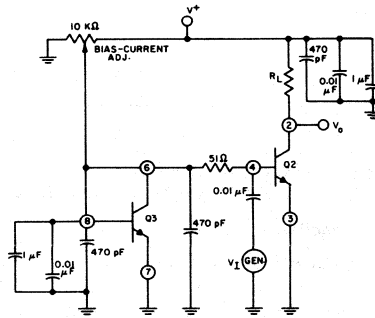 V+
10 KΩ
BIAS-CURRENT
ADJ.
470
pF
0.01
μF
1 μF
RL
2
Vo
6
51Ω
4
Q2
0.01 μF
8
Q3
470 pF
3
1 μF
0.01
μF
470 pF
7
VI
GEN